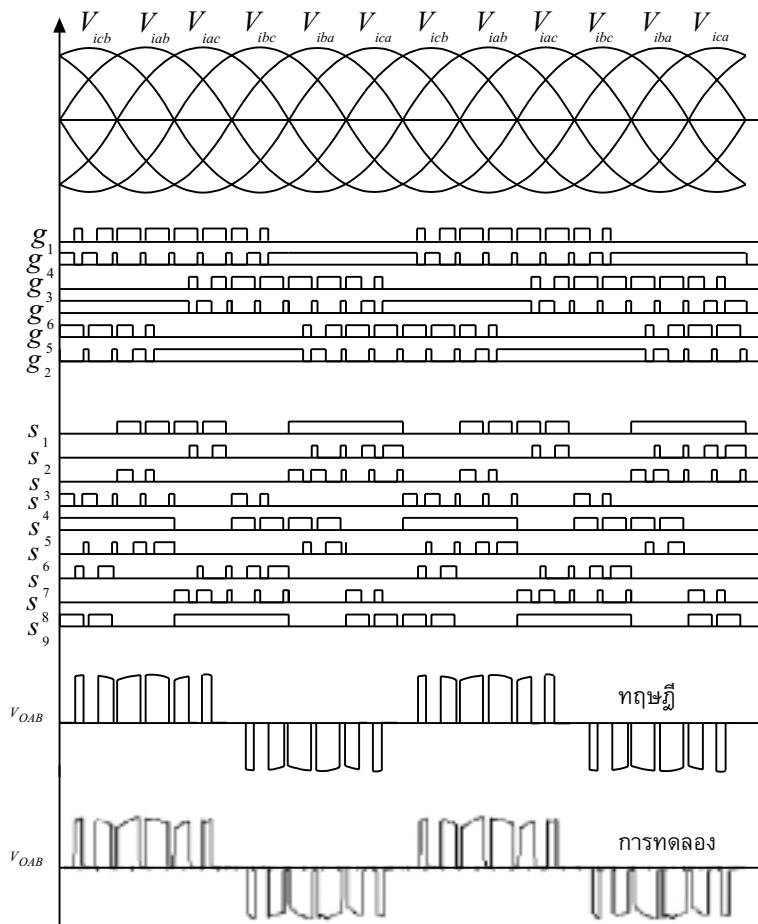 V_icb V_iab V_iac V_ibc V_iba V_ica V_icb V_iab V_iac V_ibc V_iba V_ica
g_1
g_4
g_3
g_6
g_5
g_2
s_1
s_2
s_3
s_4
s_5
s_6
s_7
s_8
s_9
ทฤษฎี
V_OAB
การทดลอง
V_OAB